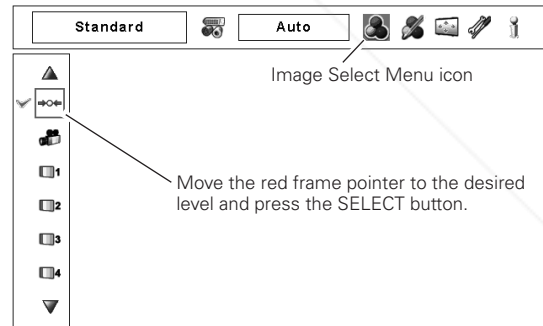 Standard
Auto
Image Select Menu icon
Move the red frame pointer to the desired
level and press the SELECT button.
1
2
3
4